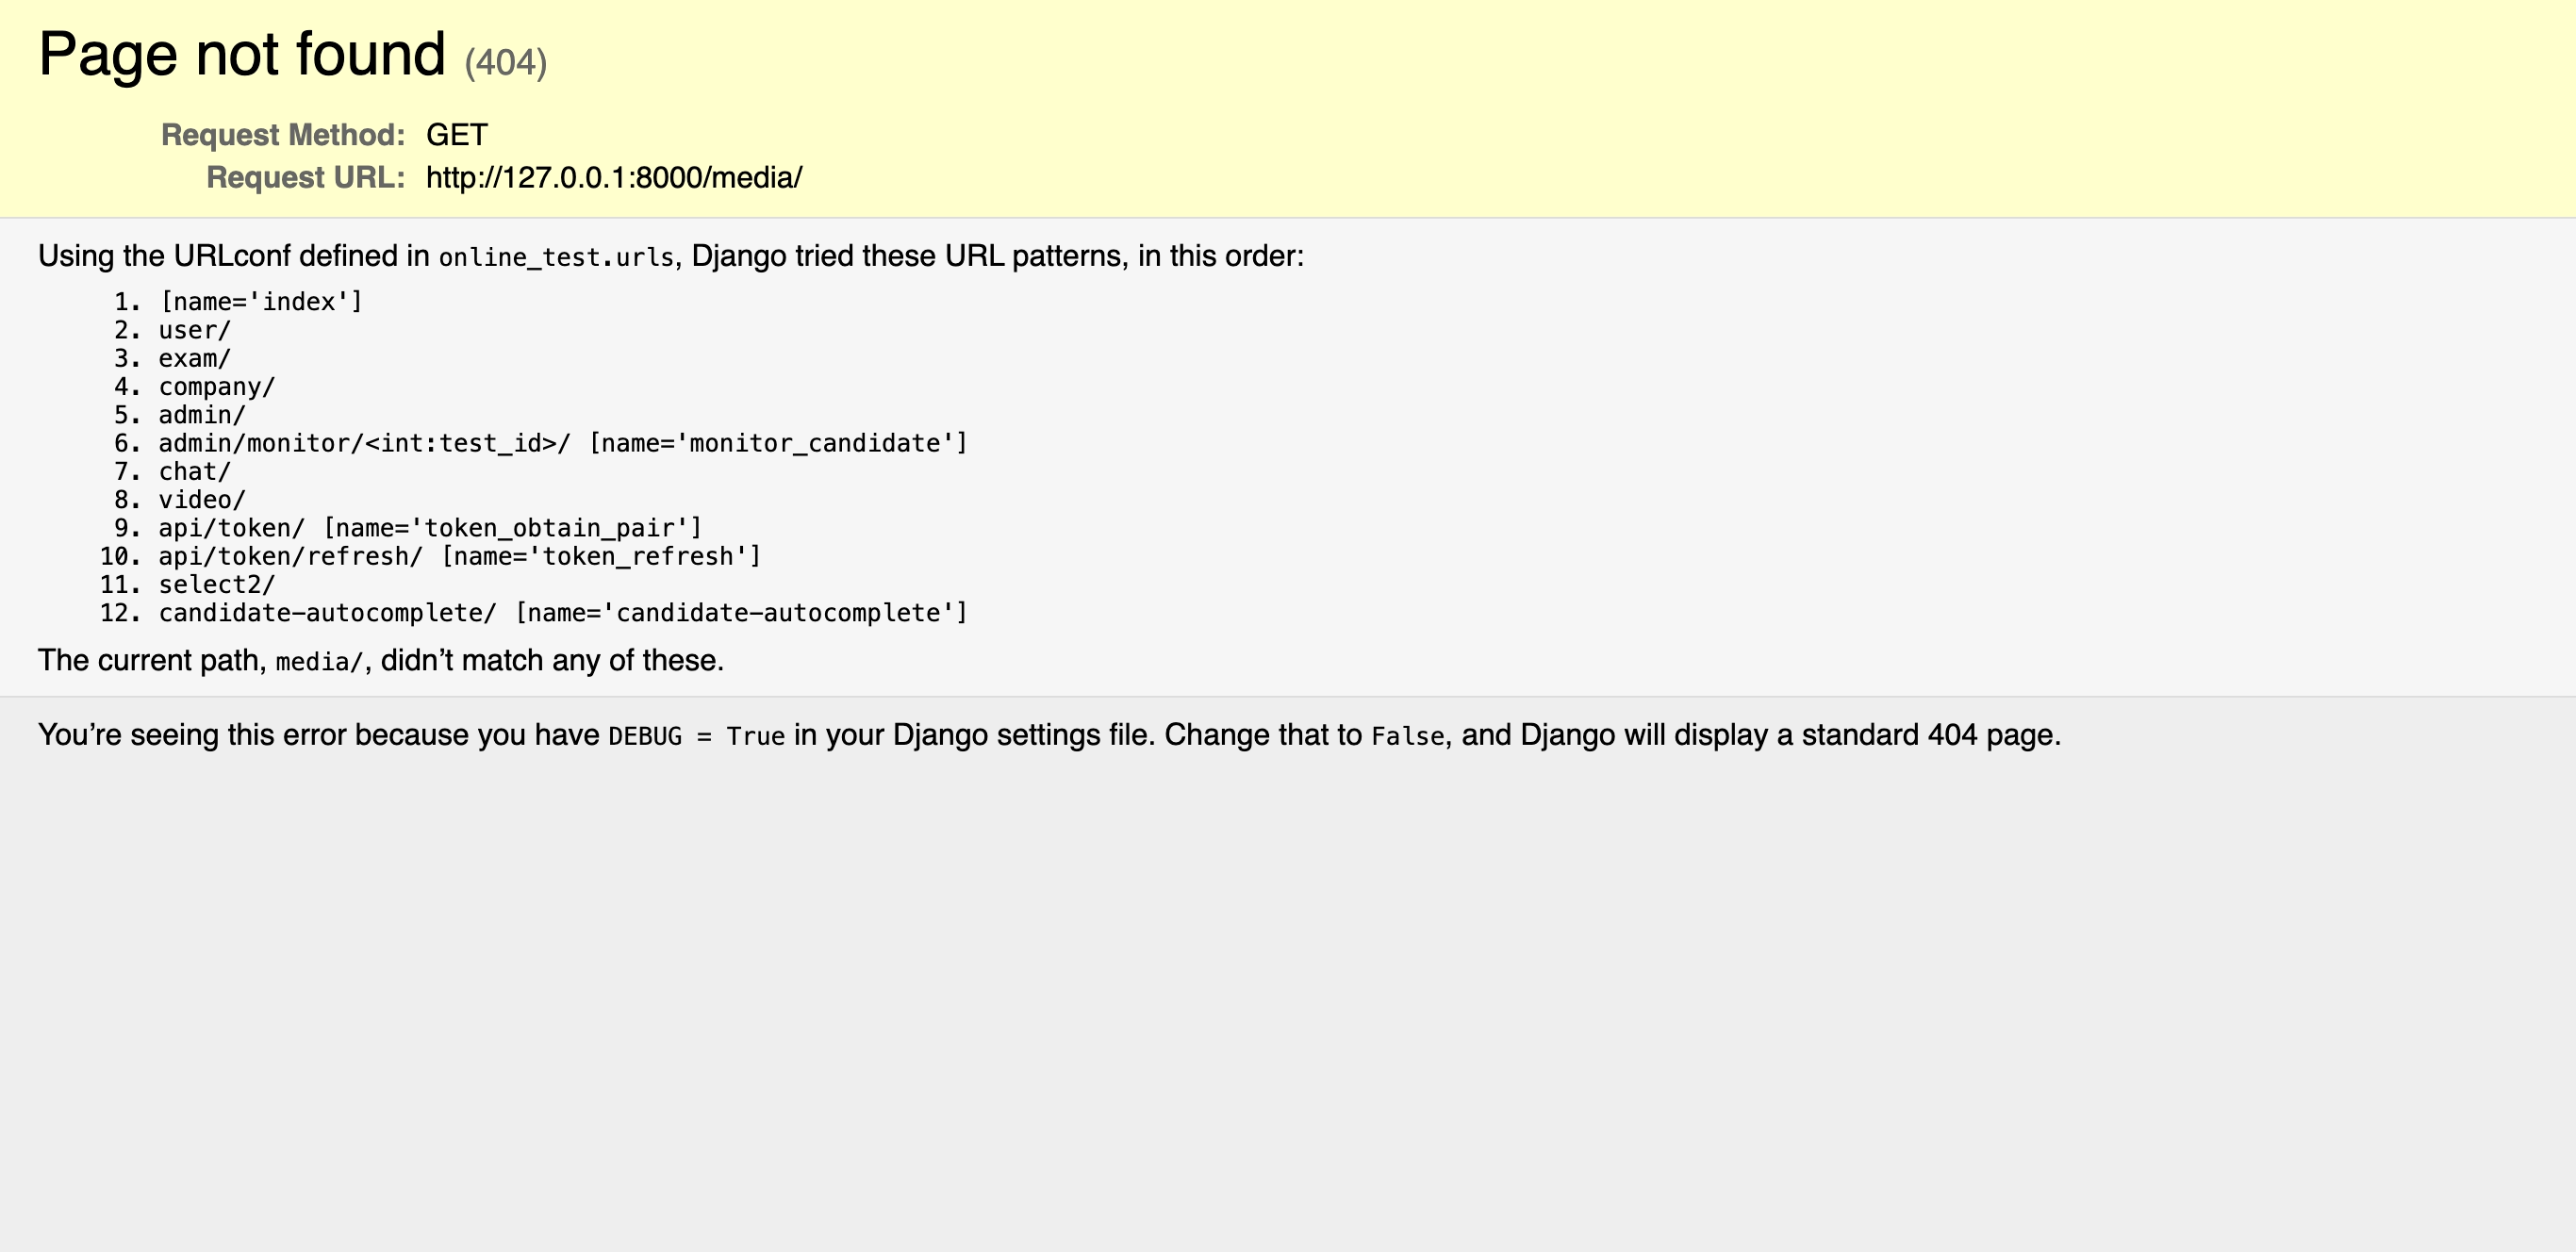 Page not found (404)
Request Method: GET
Request URL: http://127.0.0.1:8000/media/
Using the URLconf defined in online_test.urls, Django tried these URL patterns, in this order:
1. [name='index']
2. user/
3. exam/
4. company/
5. admin/
6. admin/monitor/<int:test_id>/ [name='monitor_candidate']
7. chat/
8. video/
9. api/token/ [name='token_obtain_pair']
10. api/token/refresh/ [name='token_refresh']
11. select2/
12. candidate-autocomplete/ [name='candidate-autocomplete']
The current path, media/, didn’t match any of these.
You’re seeing this error because you have DEBUG = True in your Django settings file. Change that to False, and Django will display a standard 404 page.